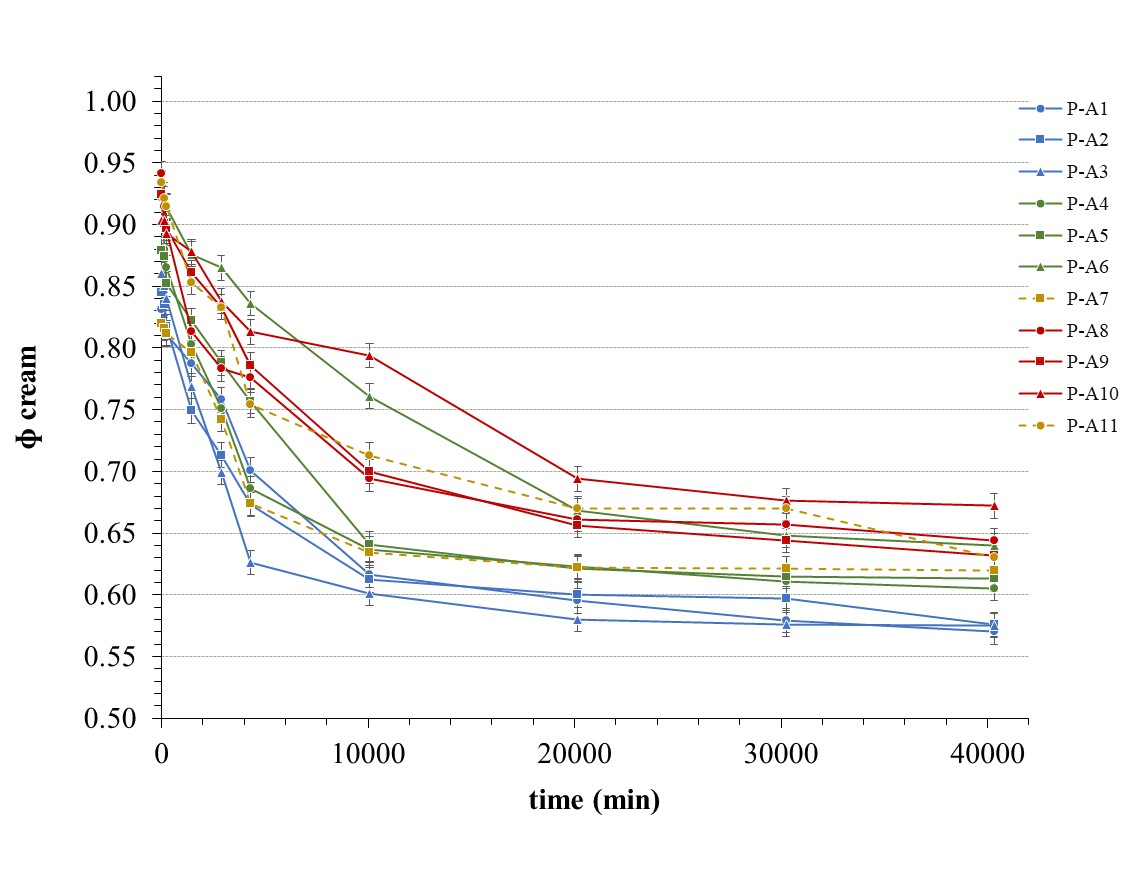 1.00
0.95
0.90
0.85
0.80
0.75
0.70
0.65
0.60
0.55
0.50
ϕ cream
0 10000 20000 30000 40000
time (min)
P-A1
P-A2
P-A3
P-A4
P-A5
P-A6
P-A7
P-A8
P-A9
P-A10
P-A11